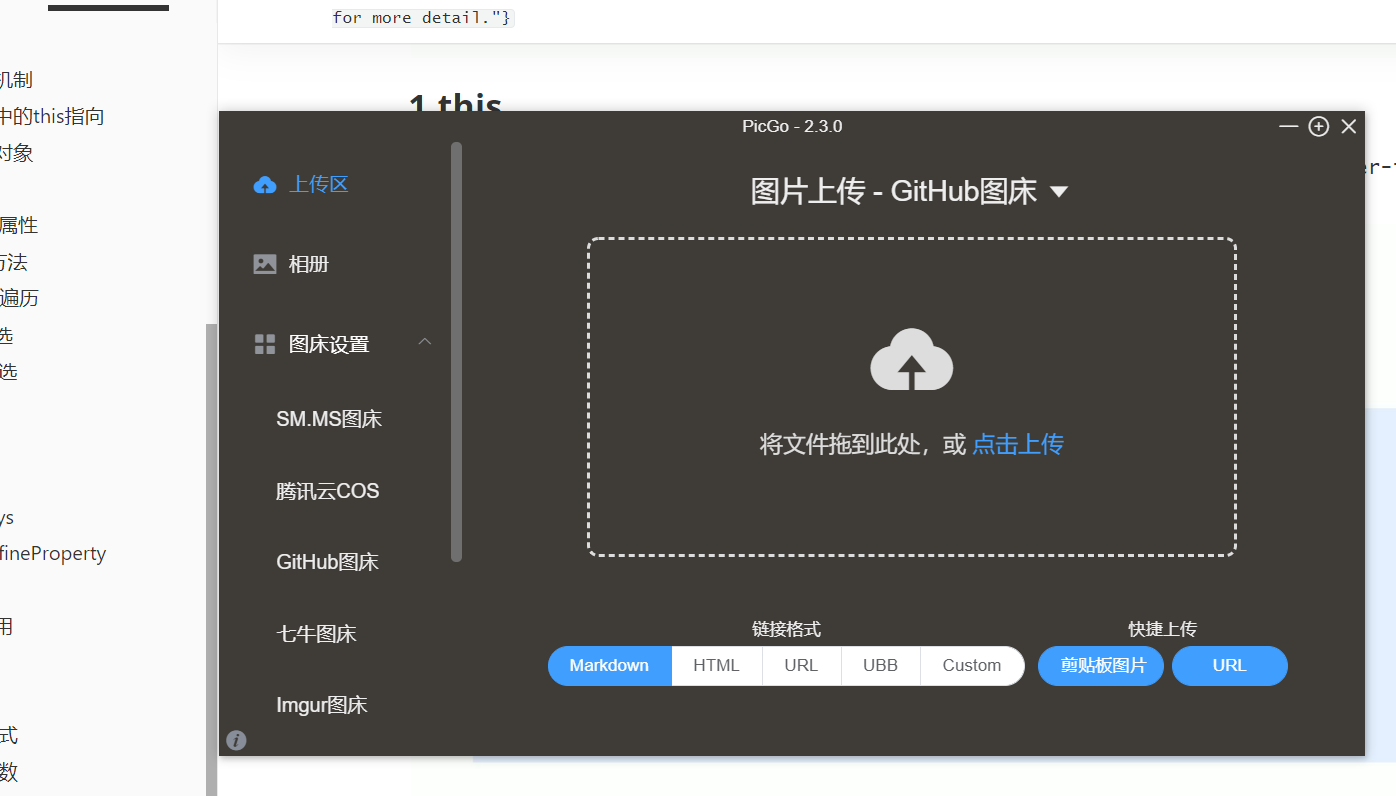 for more detail."}
机制
中的this指向
对象
属性
方法
遍历
选
选
ys
fineProperty
用
式
数
1 this
er-
PicGo - 2.3.0
上传区
相册
图床设置
SM.MS图床
腾讯云COS
GitHub图床
七牛图床
Imgur图床
图片上传 - GitHub图床
将文件拖到此处，或 点击上传
链接格式
Markdown HTML URL UBB Custom
快捷上传
剪贴板图片 URL